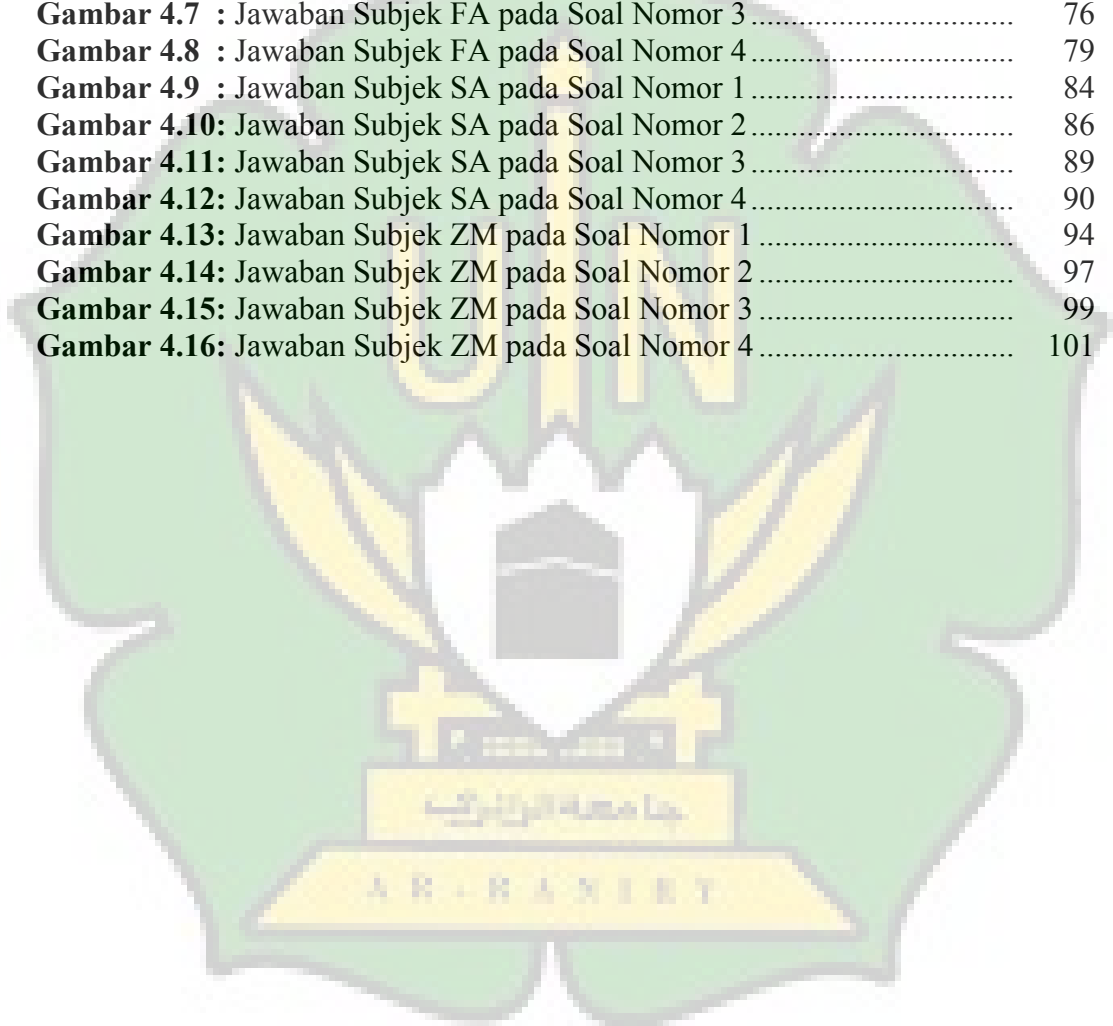 Gambar 4.7 : Jawaban Subjek FA pada Soal Nomor 3 ................................ 76
Gambar 4.8 : Jawaban Subjek FA pada Soal Nomor 4 ................................ 79
Gambar 4.9 : Jawaban Subjek SA pada Soal Nomor 1 ................................ 84
Gambar 4.10: Jawaban Subjek SA pada Soal Nomor 2 ................................ 86
Gambar 4.11: Jawaban Subjek SA pada Soal Nomor 3 ................................ 89
Gambar 4.12: Jawaban Subjek SA pada Soal Nomor 4 ................................ 90
Gambar 4.13: Jawaban Subjek ZM pada Soal Nomor 1 ............................... 94
Gambar 4.14: Jawaban Subjek ZM pada Soal Nomor 2 ............................... 97
Gambar 4.15: Jawaban Subjek ZM pada Soal Nomor 3 ............................... 99
Gambar 4.16: Jawaban Subjek ZM pada Soal Nomor 4 ............................... 101
UIN
جامعة الرانيري
AR-RANIRY